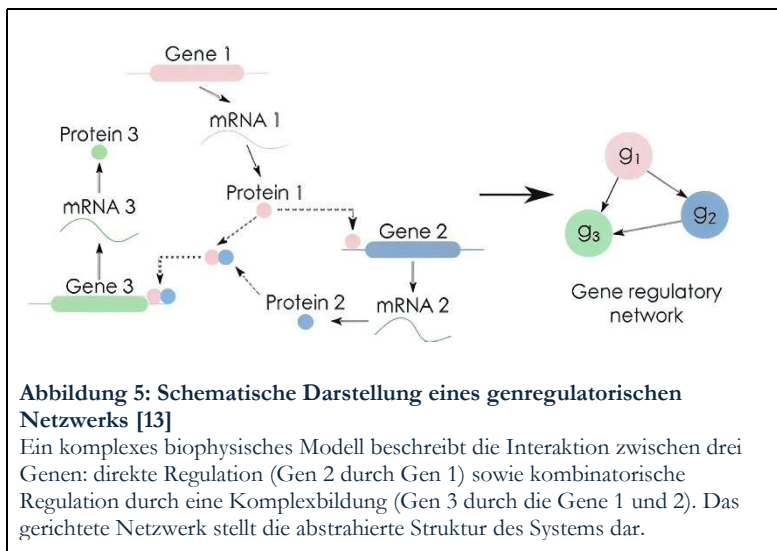 Gene 1
mRNA 1
Protein 1
Gene 2
mRNA 2
Protein 2
Gene 3
mRNA 3
Protein 3
g1
g2
g3
Gene regulatory
network
Abbildung 5: Schematische Darstellung eines genregulatorischen
Netzwerks [13]
Ein komplexes biophysisches Modell beschreibt die Interaktion zwischen drei
Genen: direkte Regulation (Gen 2 durch Gen 1) sowie kombinatorische
Regulation durch eine Komplexbildung (Gen 3 durch die Gene 1 und 2). Das
gerichtete Netzwerk stellt die abstrahierte Struktur des Systems dar.